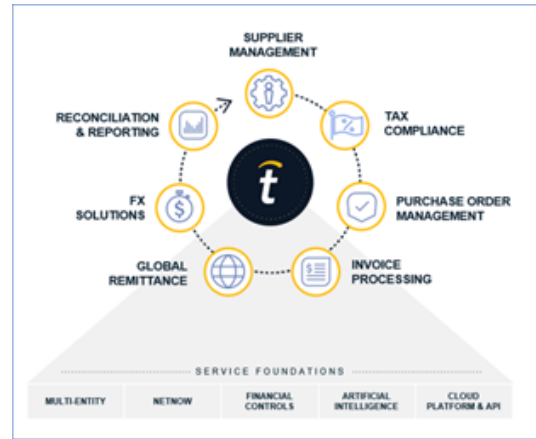 SUPPLIER
MANAGEMENT
RECONCILIATION
& REPORTING
TAX
COMPLIANCE
t
FX
SOLUTIONS
$
PURCHASE ORDER
MANAGEMENT
GLOBAL
REMITTANCE
$
INVOICE
PROCESSING
SERVICE FOUNDATIONS
MULTI-ENTITY
NETNOW
FINANCIAL
CONTROLS
ARTIFICIAL
INTELLIGENCE
CLOUD
PLATFORM & API